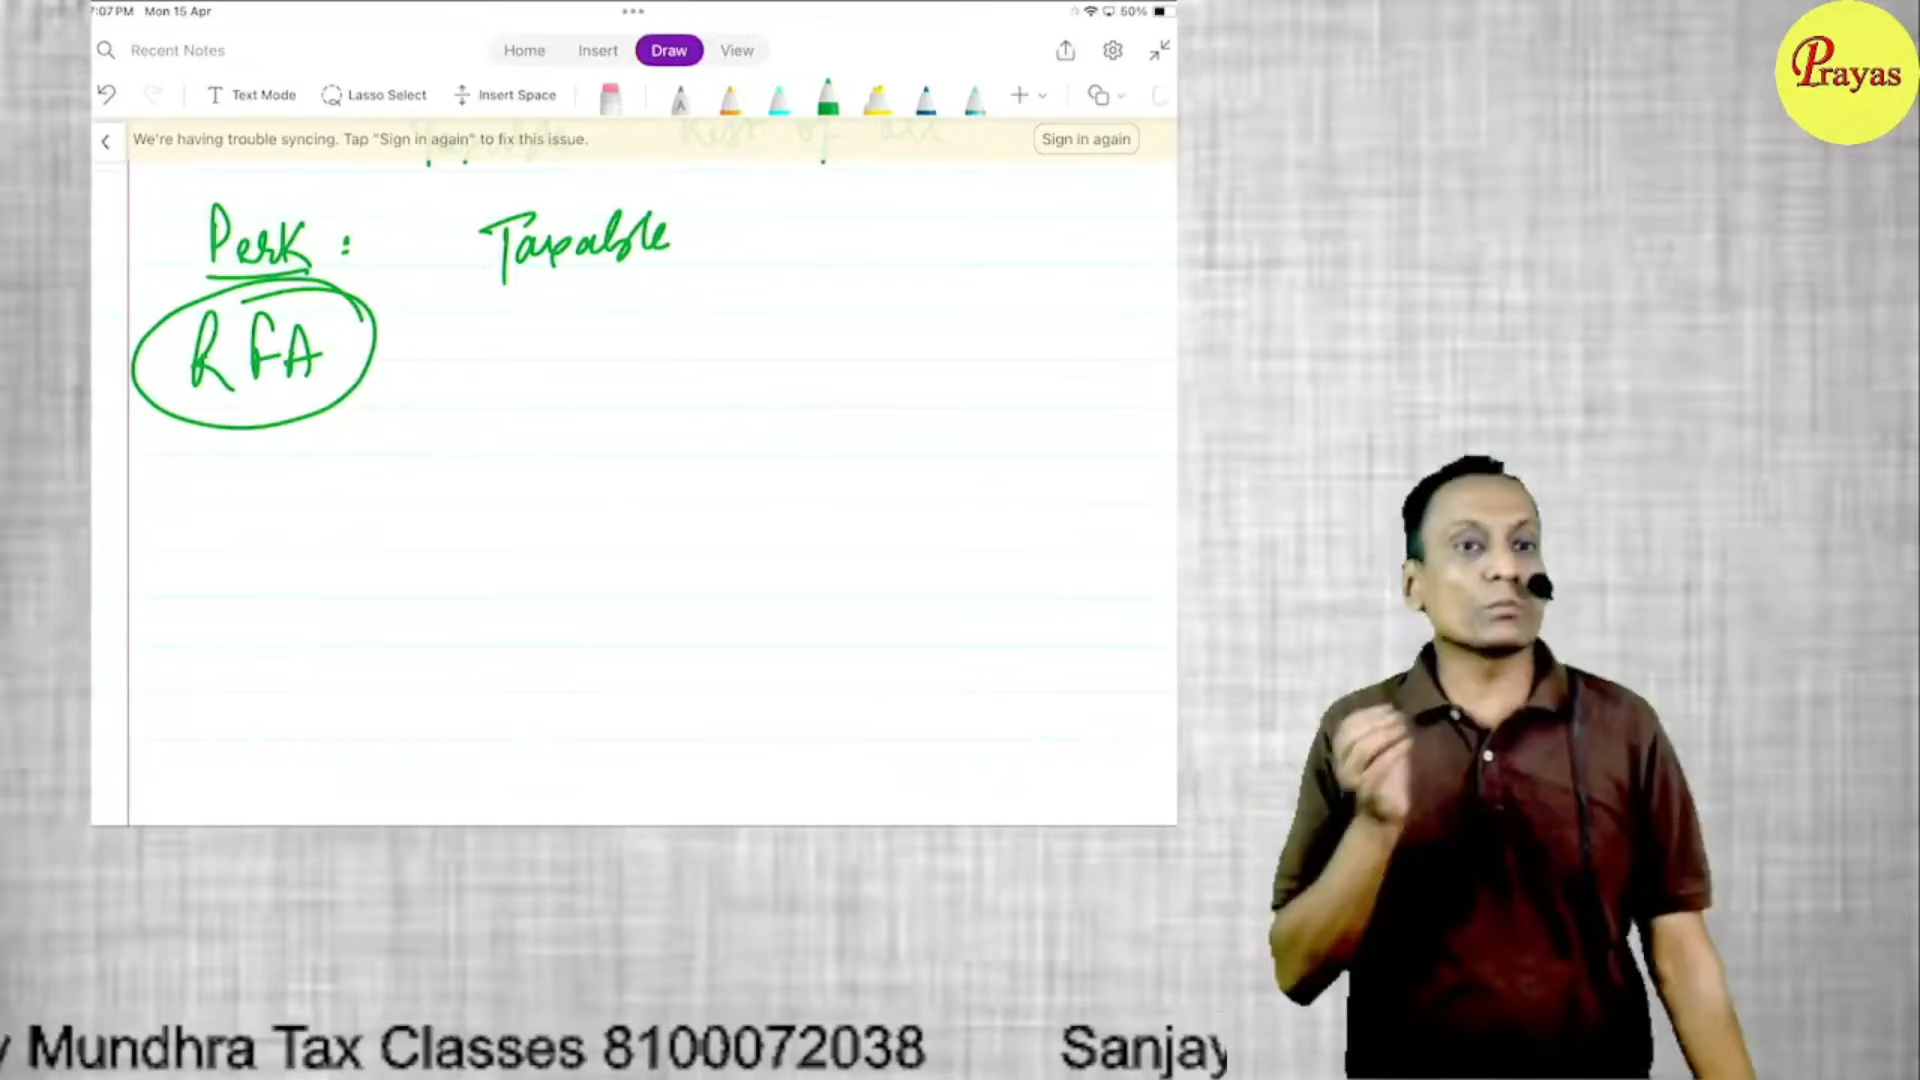 7:07PM Mon 15 Apr
50%
Prayas
Recent Notes
Home Insert Draw View
Text Mode Lasso Select Insert Space
We're having trouble syncing. Tap "Sign in again" to fix this issue.
Sign in again
Perk : Taxable
RFA
y Mundhra Tax Classes 8100072038 Sanjay